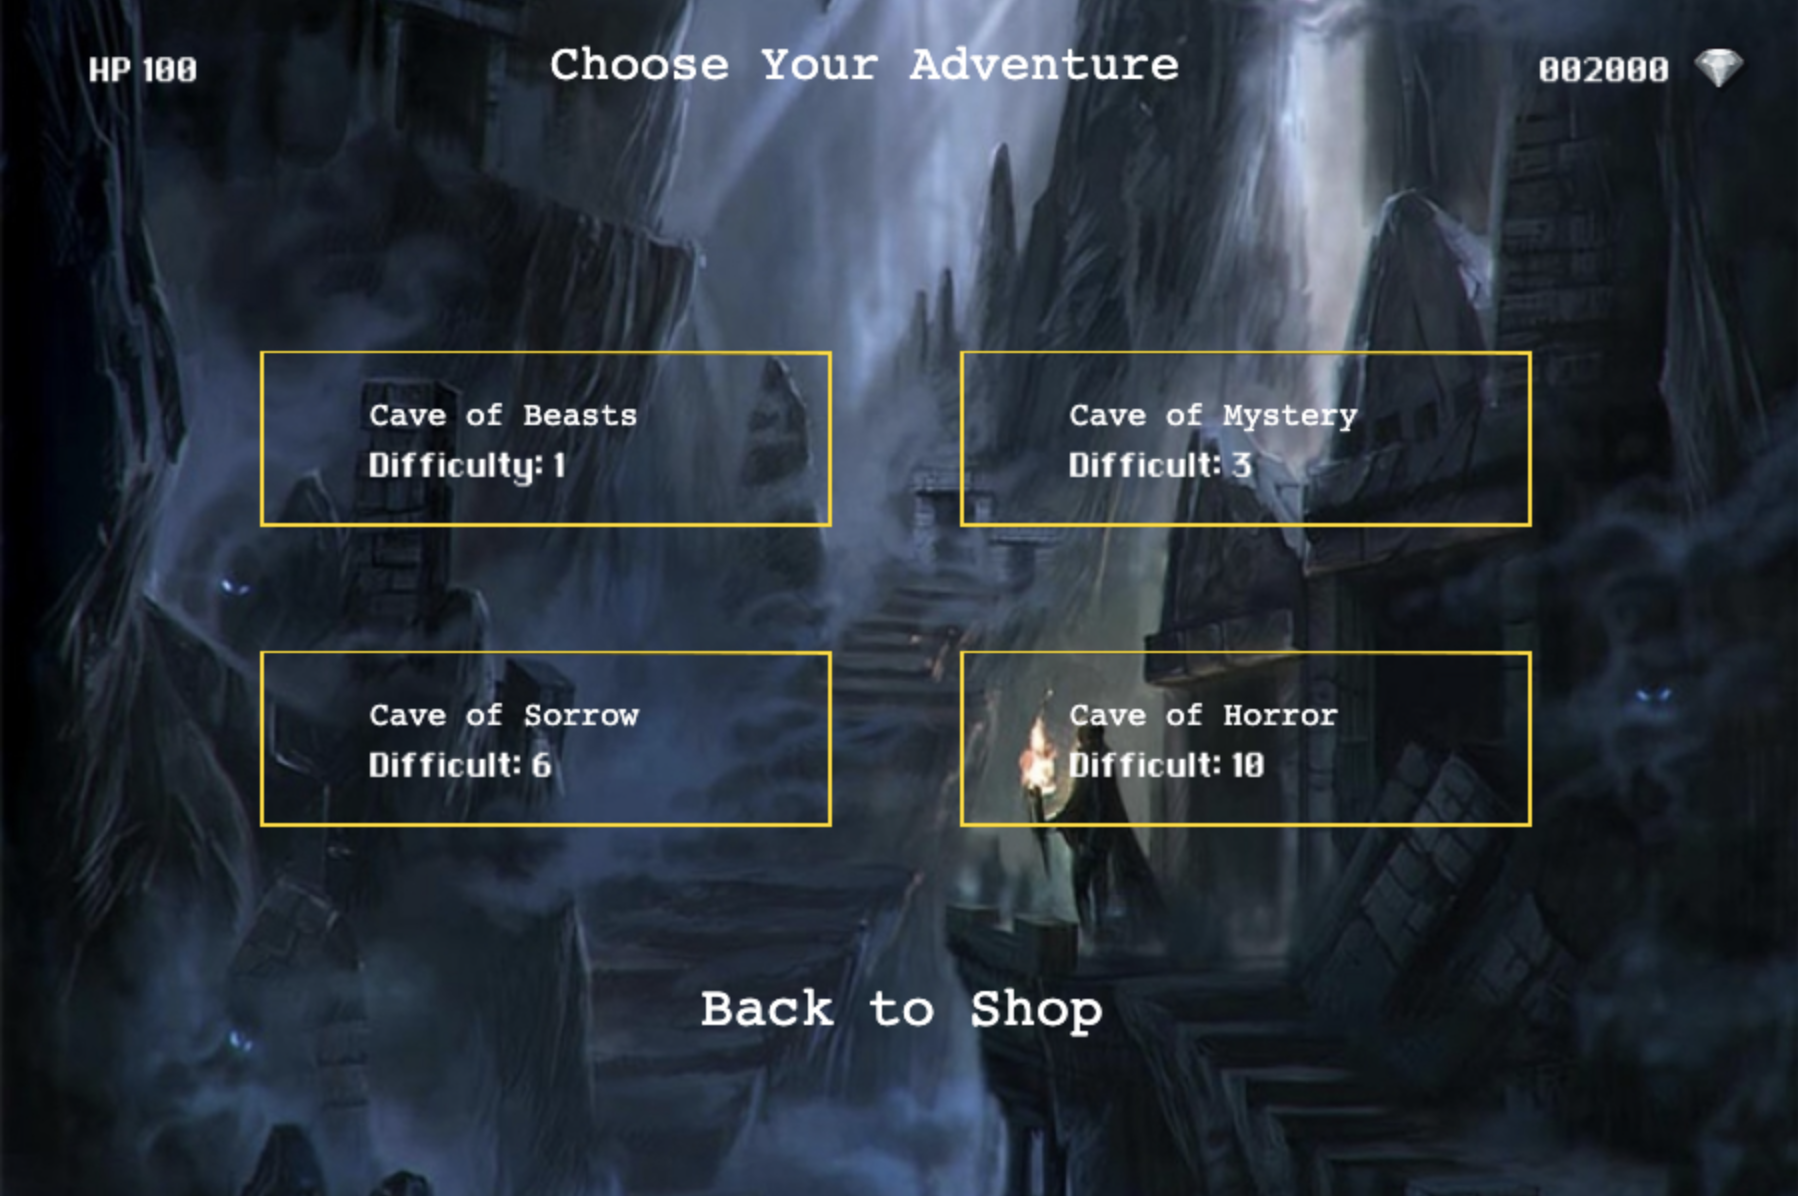 HP 100
Choose Your Adventure
002000
Cave of Beasts
Difficulty: 1
Cave of Mystery
Difficult: 3
Cave of Sorrow
Difficult: 6
Cave of Horror
Difficult: 10
Back to Shop